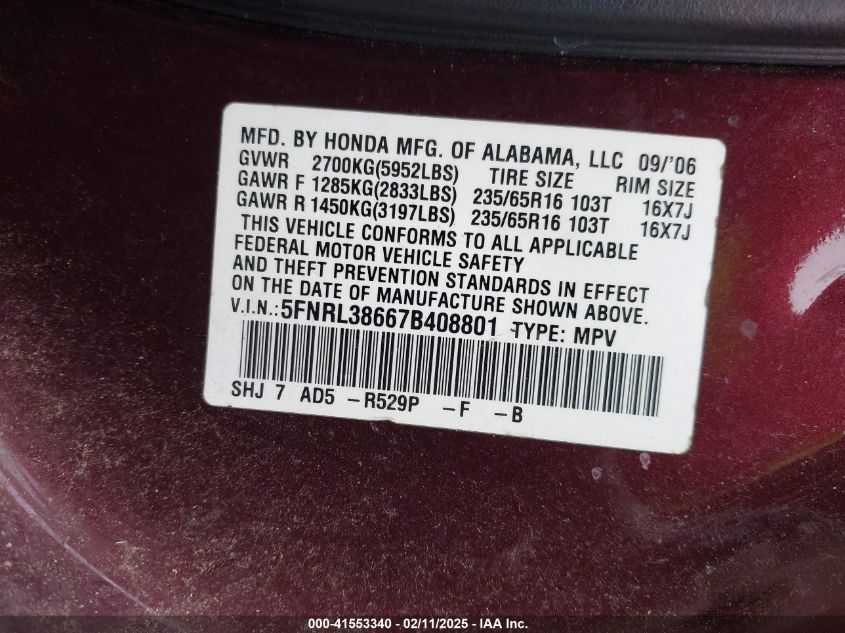 MFD. BY HONDA MFG. OF ALABAMA, LLC 09/'06
GVWR 2700KG(5952LBS) TIRE SIZE RIM SIZE
GAWR F 1285KG(2833LBS) 235/65R16 103T 16X7J
GAWR R 1450KG(3197LBS) 235/65R16 103T 16X7J
THIS VEHICLE CONFORMS TO ALL APPLICABLE
FEDERAL MOTOR VEHICLE SAFETY
AND THEFT PREVENTION STANDARDS IN EFFECT
ON THE DATE OF MANUFACTURE SHOWN ABOVE.
V.I.N.: 5FNRL38667B408801 TYPE: MPV
SHJ 7 AD5 -R529P -F -B
000-41553340 - 02/11/2025 - IAA Inc.